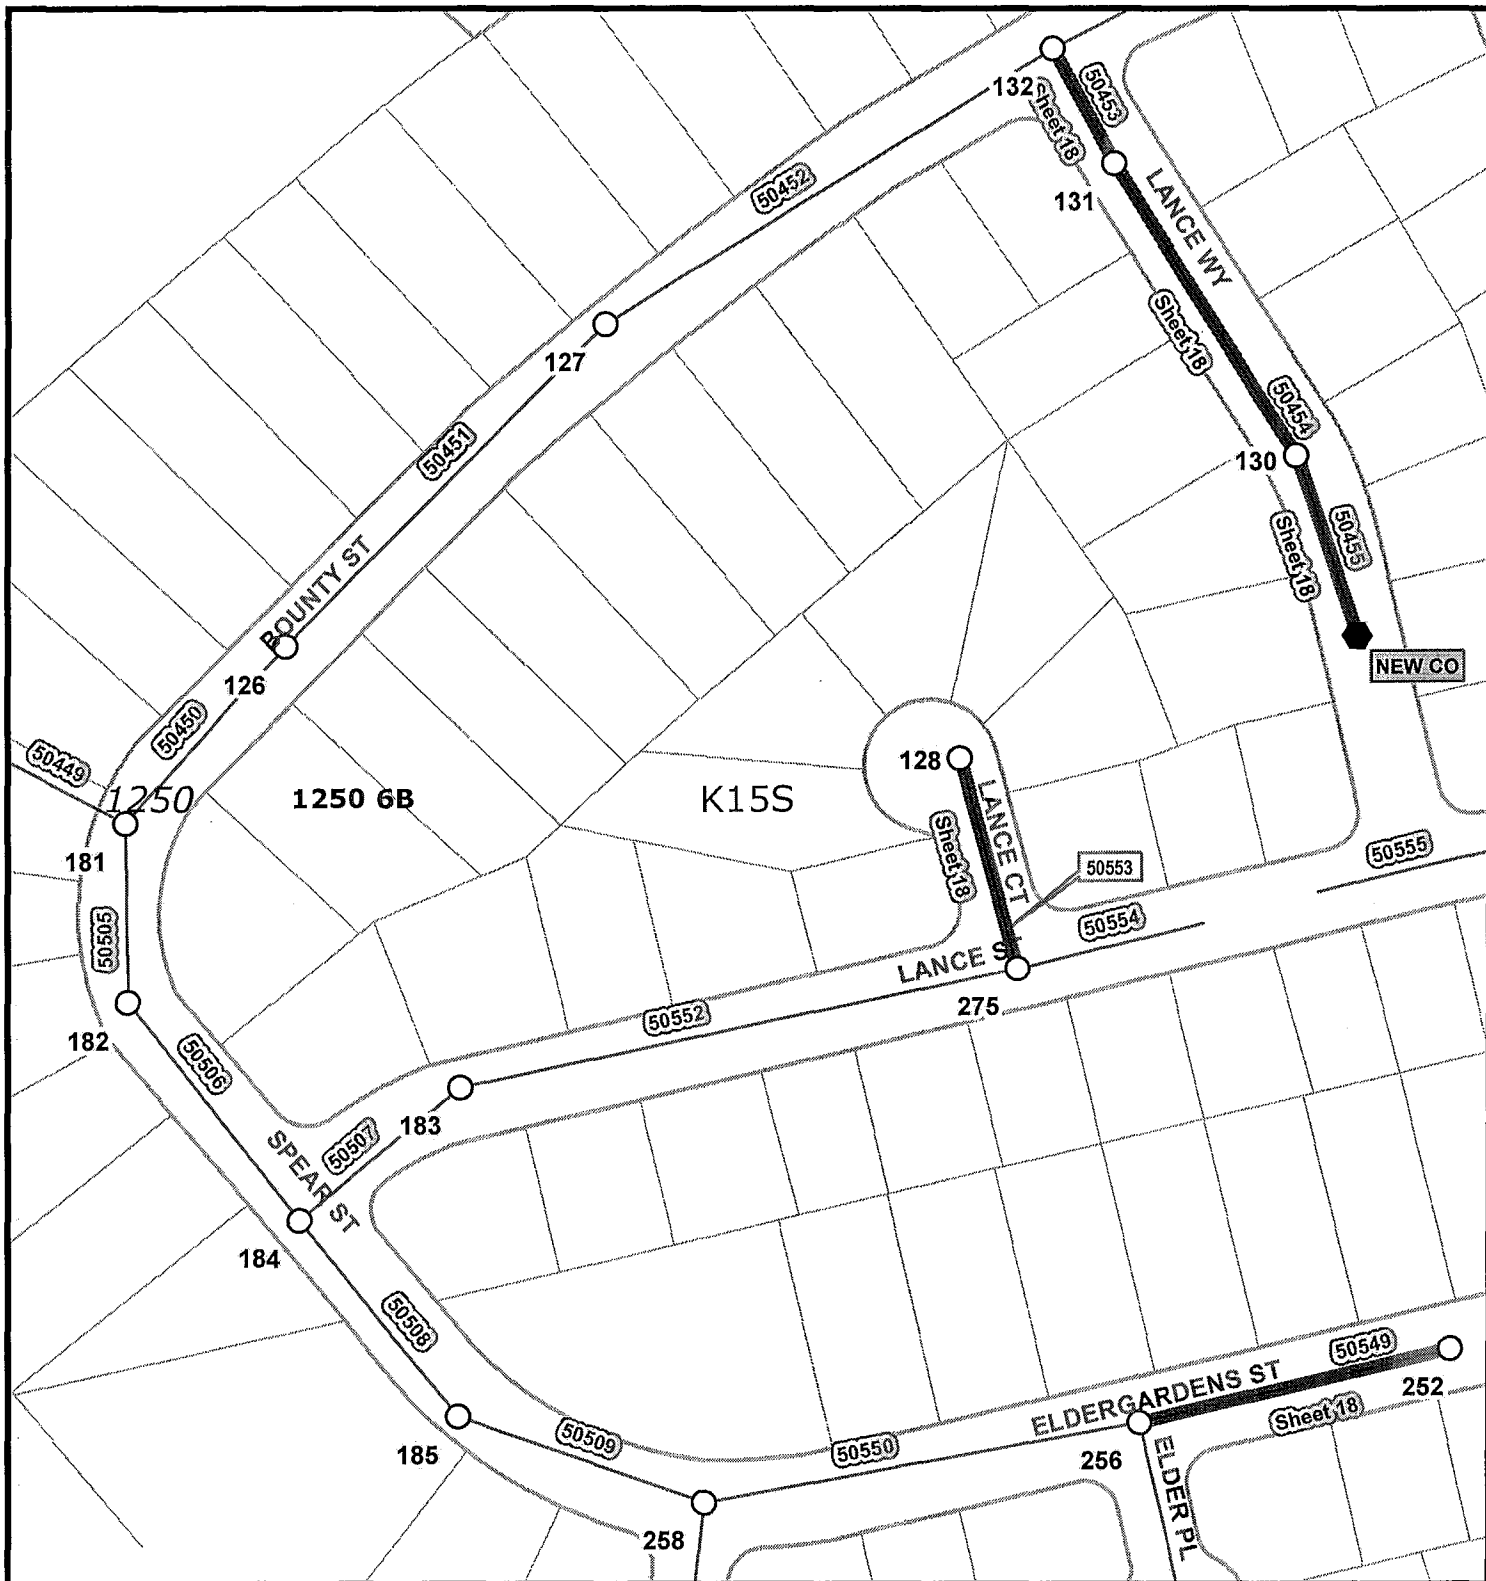 132
50453
Sheet 18
50452
131
LANCE WY
127
Sheet 18
50454
50451
130
50455
Sheet 18
BOUNTY ST
NEW CO
126
50450
50449
128
1250
1250 6B
K15S
LANCE CT
Sheet 18
50555
181
50553
50554
50505
LANCE ST
275
50552
182
50506
183
50507
SPEAR ST
184
50508
50549
252
ELDERGARDENS ST
Sheet 18
50509
50550
185
256
ELDER PL
258